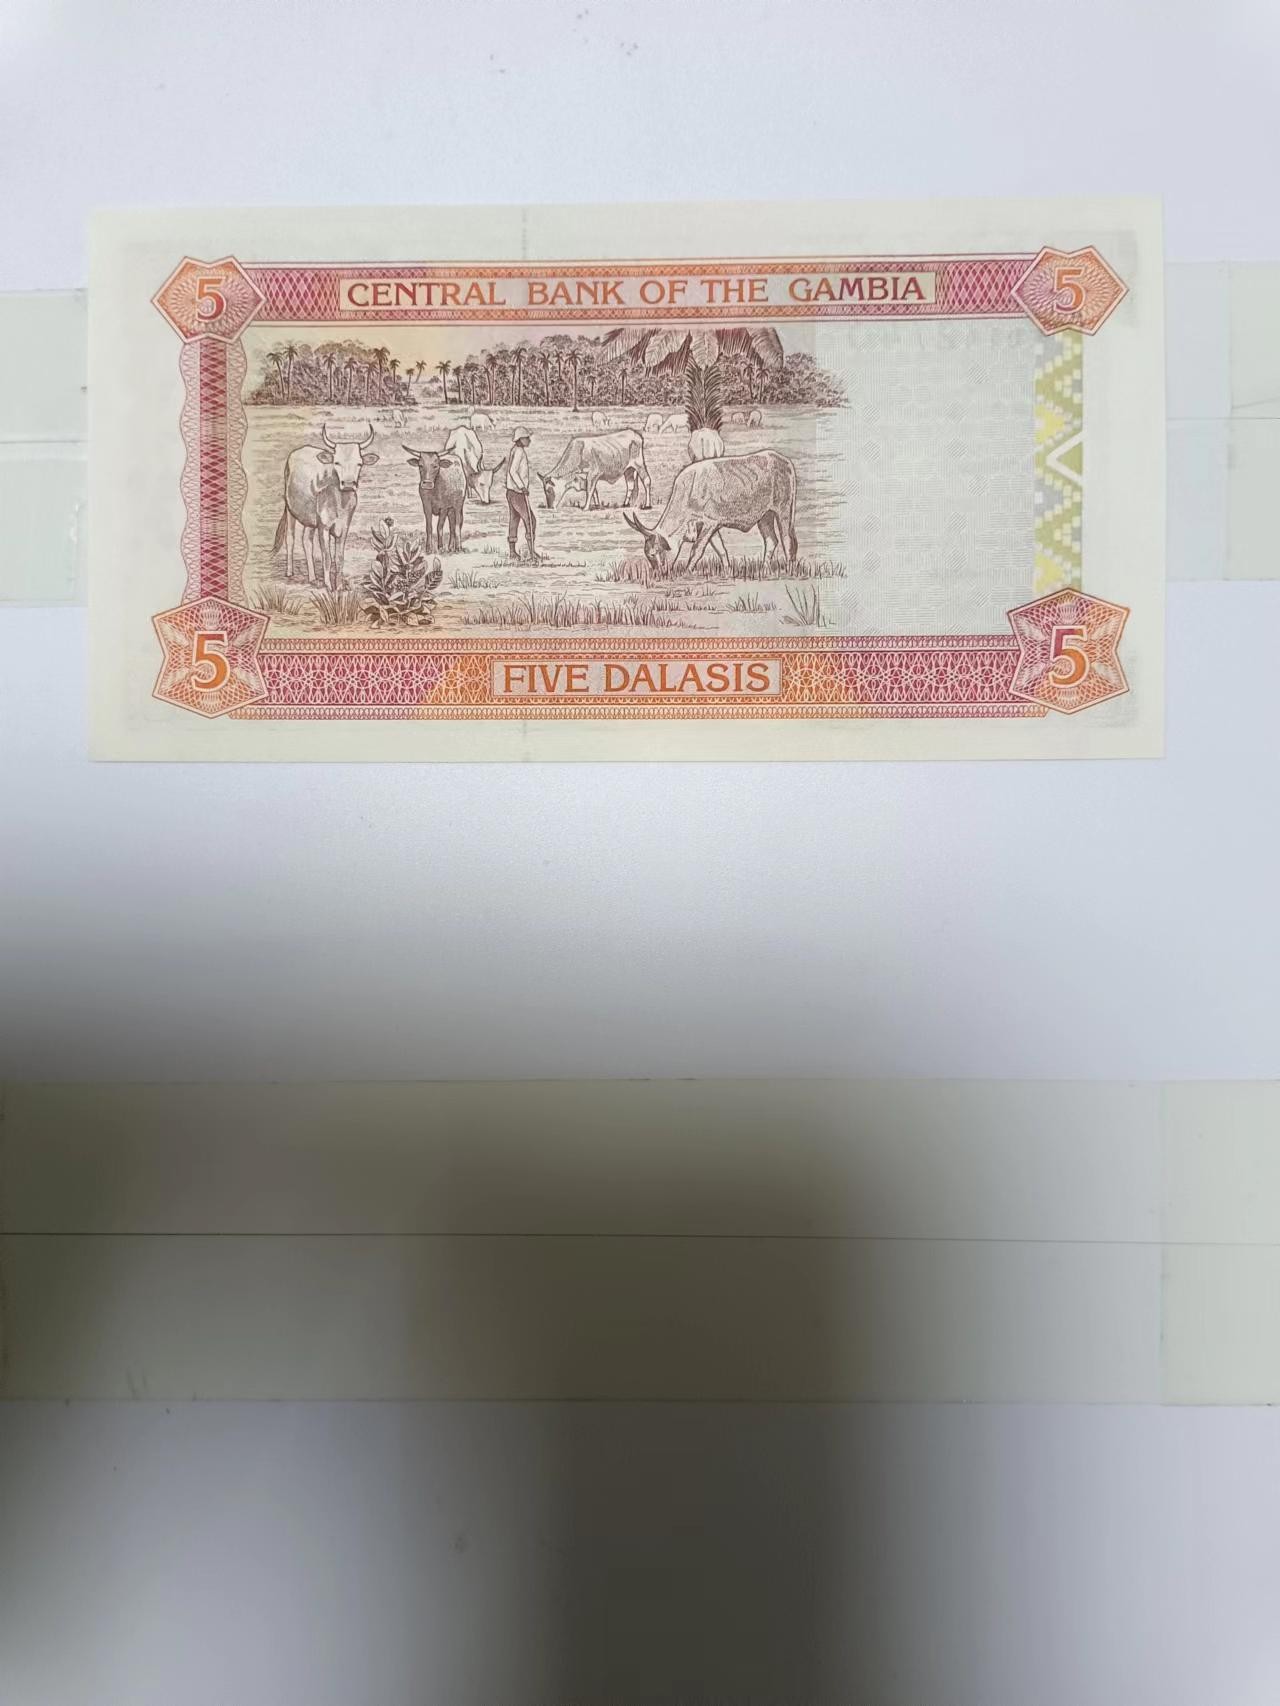 5 CENTRAL BANK OF THE GAMBIA 5
5 FIVE DALASIS 5